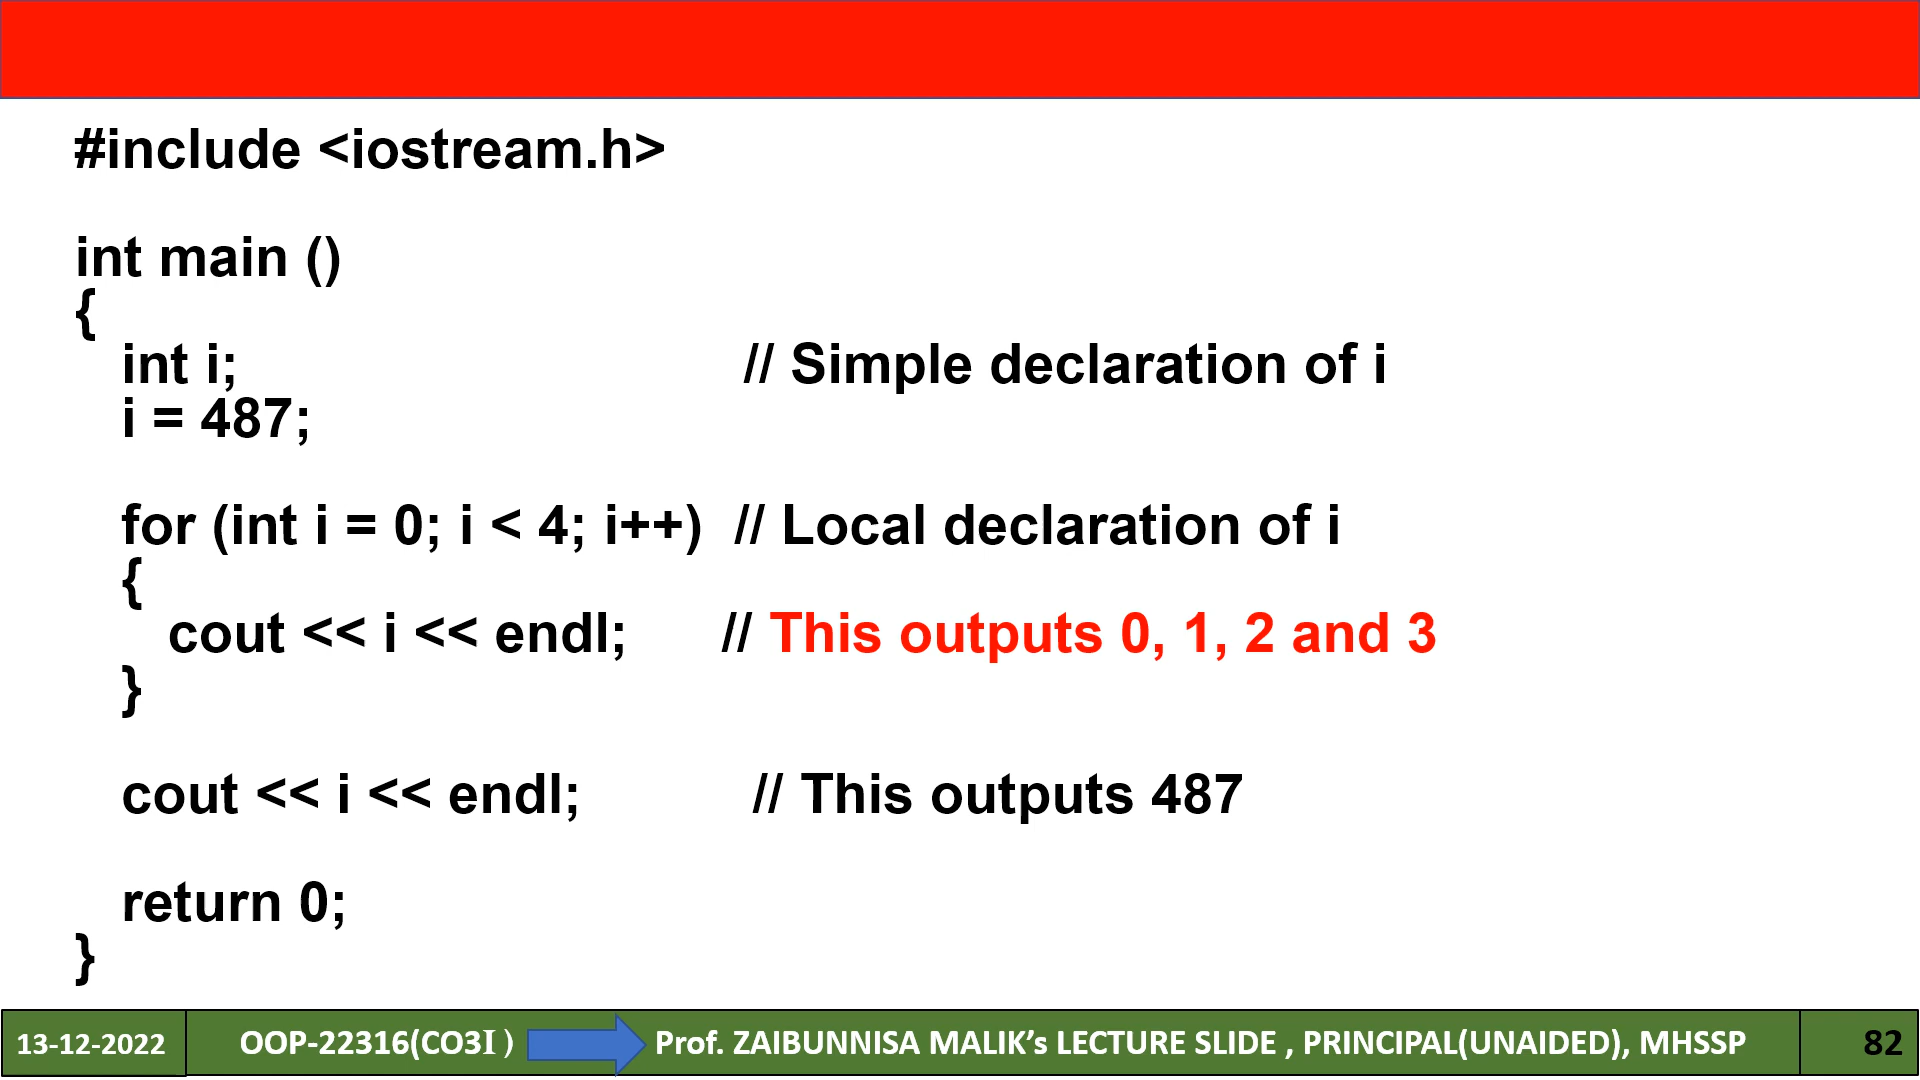 #include <iostream.h>
int main ()
{
int i; // Simple declaration of i
i = 487;
for (int i = 0; i < 4; i++) // Local declaration of i
{
cout << i << endl; // This outputs 0, 1, 2 and 3
}
cout << i << endl; // This outputs 487
return 0;
}
13-12-2022 OOP-22316(CO3I ) Prof. ZAIBUNNISA MALIK’s LECTURE SLIDE , PRINCIPAL(UNAIDED), MHSSP 82